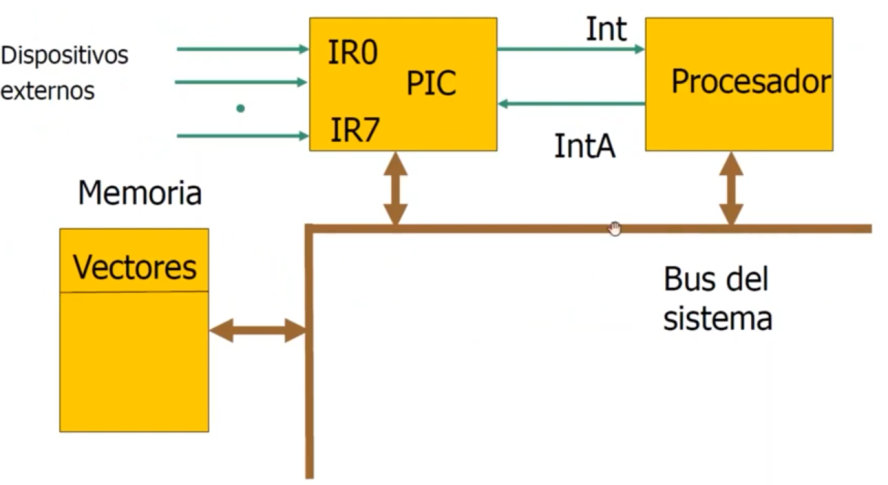 Dispositivos
externos
IR0
PIC
IR7
Int
IntA
Procesador
Memoria
Vectores
Bus del
sistema